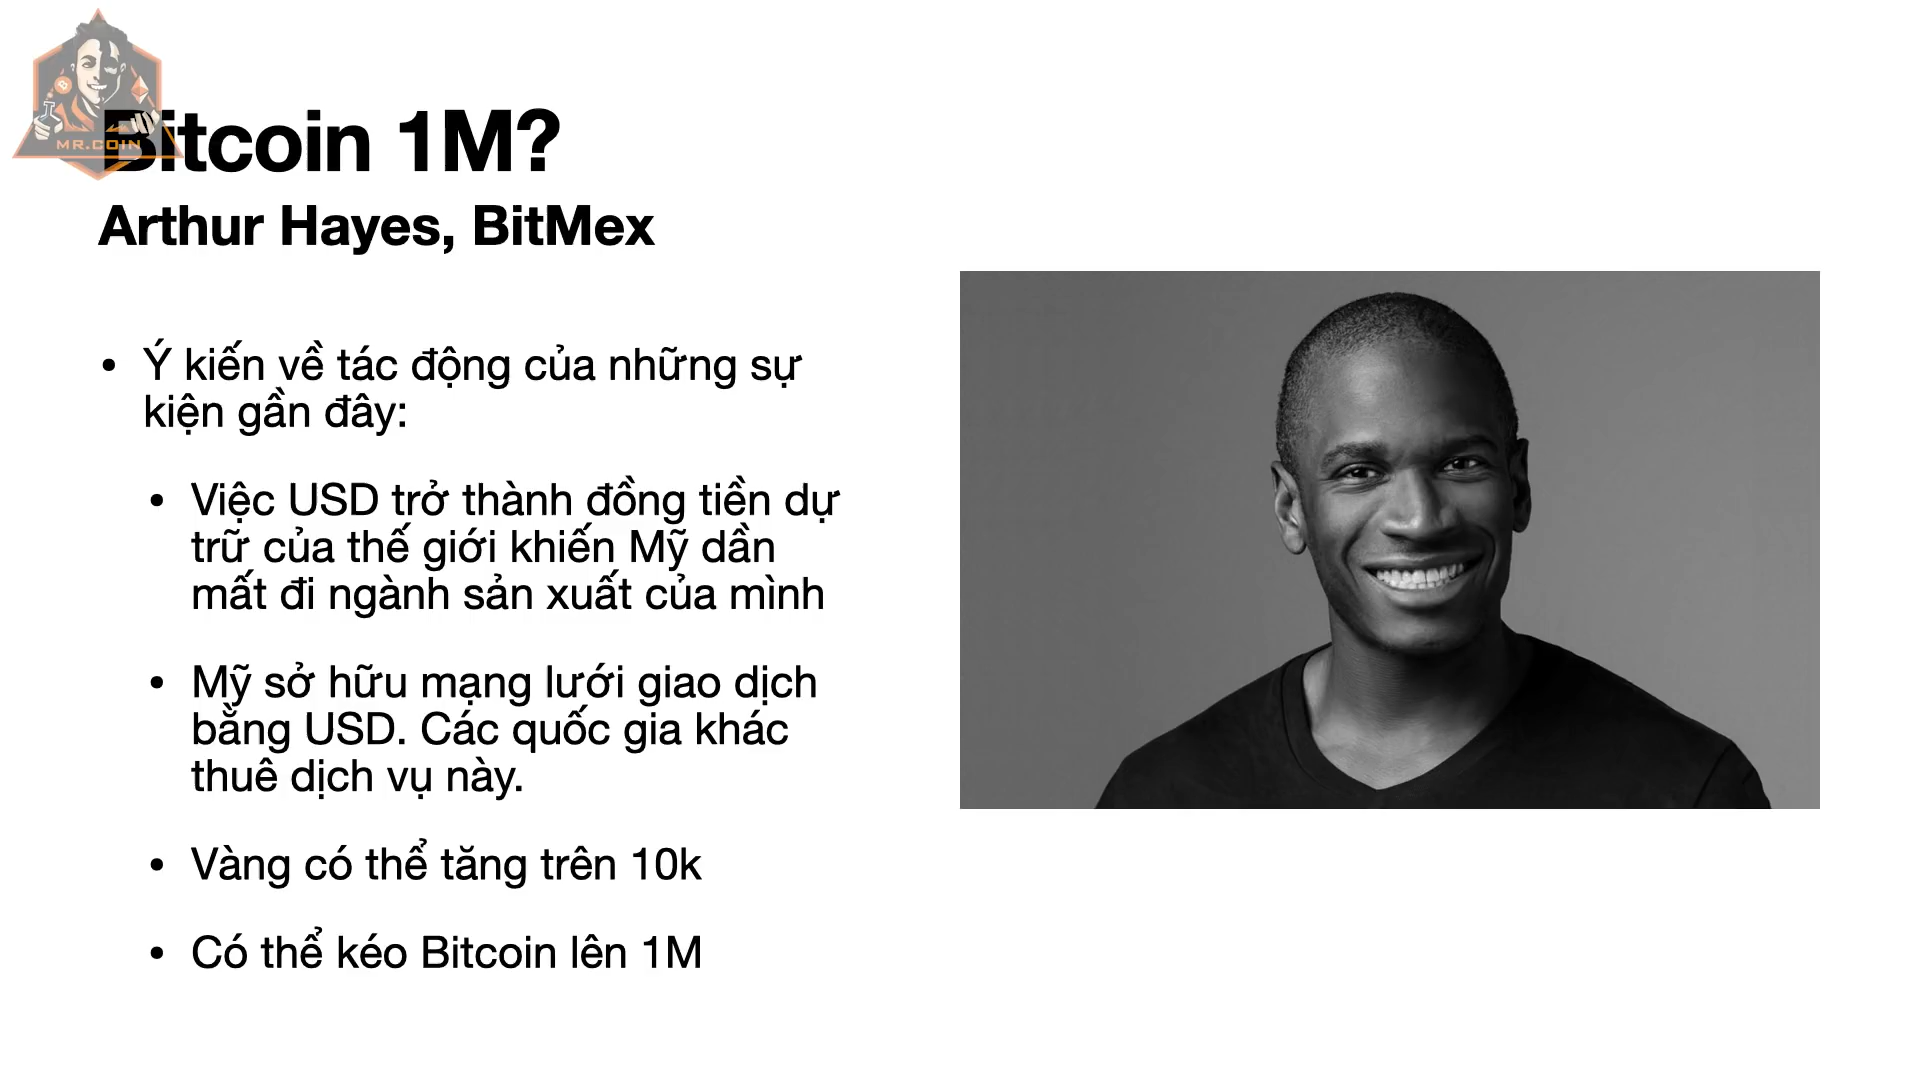 MR.COIN
Bitcoin 1M?
Arthur Hayes, BitMex
• Ý kiến về tác động của những sự
kiện gần đây:
• Việc USD trở thành đồng tiền dự
trữ của thế giới khiến Mỹ dần
mất đi ngành sản xuất của mình
• Mỹ sở hữu mạng lưới giao dịch
bằng USD. Các quốc gia khác
thuê dịch vụ này.
• Vàng có thể tăng trên 10k
• Có thể kéo Bitcoin lên 1M